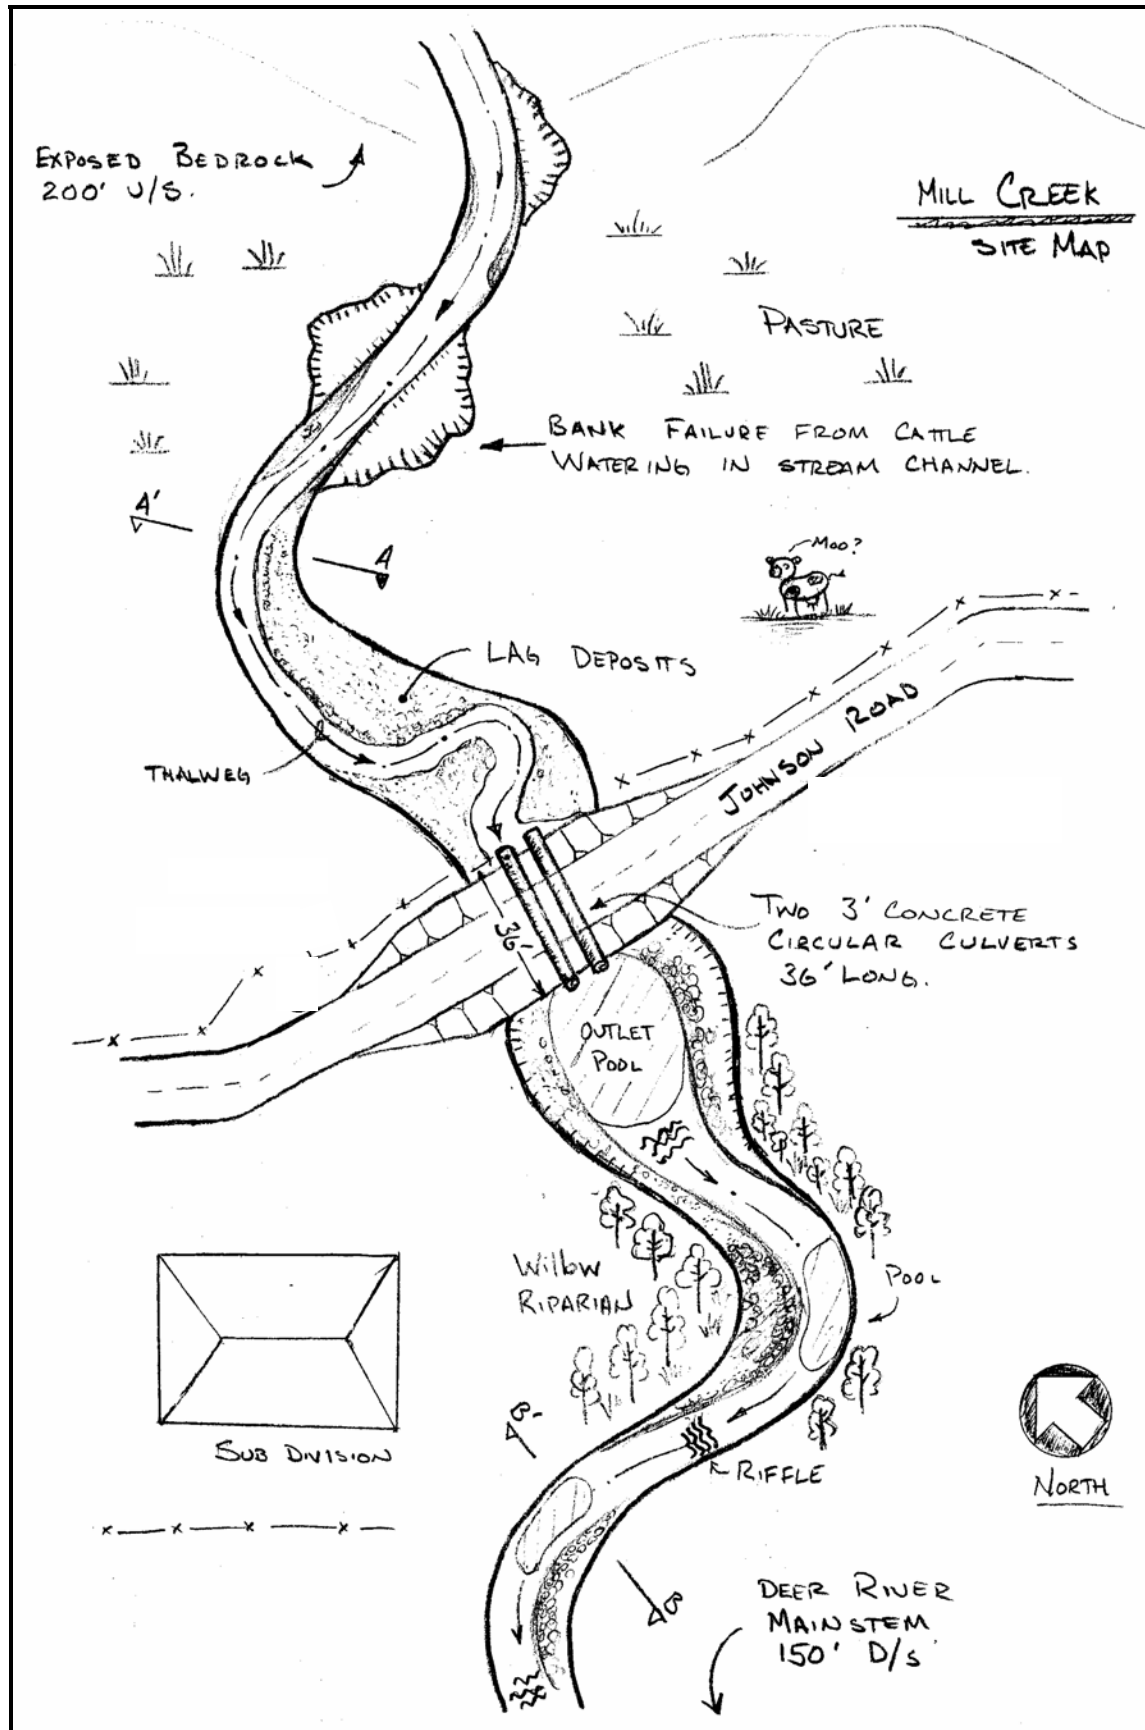 EXPOSED BEDROCK
200' U/S.
MILL CREEK
SITE MAP
PASTURE
BANK FAILURE FROM CATTLE
WATERING IN STREAM CHANNEL.
A'
A
MOO?
LAG DEPOSITS
JOHNSON ROAD
THALWEG
36'
TWO 3' CONCRETE
CIRCULAR CULVERTS
36' LONG.
OUTLET
POOL
Willow
RIPARIAN
POOL
B-
SUB DIVISION
RIFFLE
NORTH
B
DEER RIVER
MAINSTEM
150' D/s